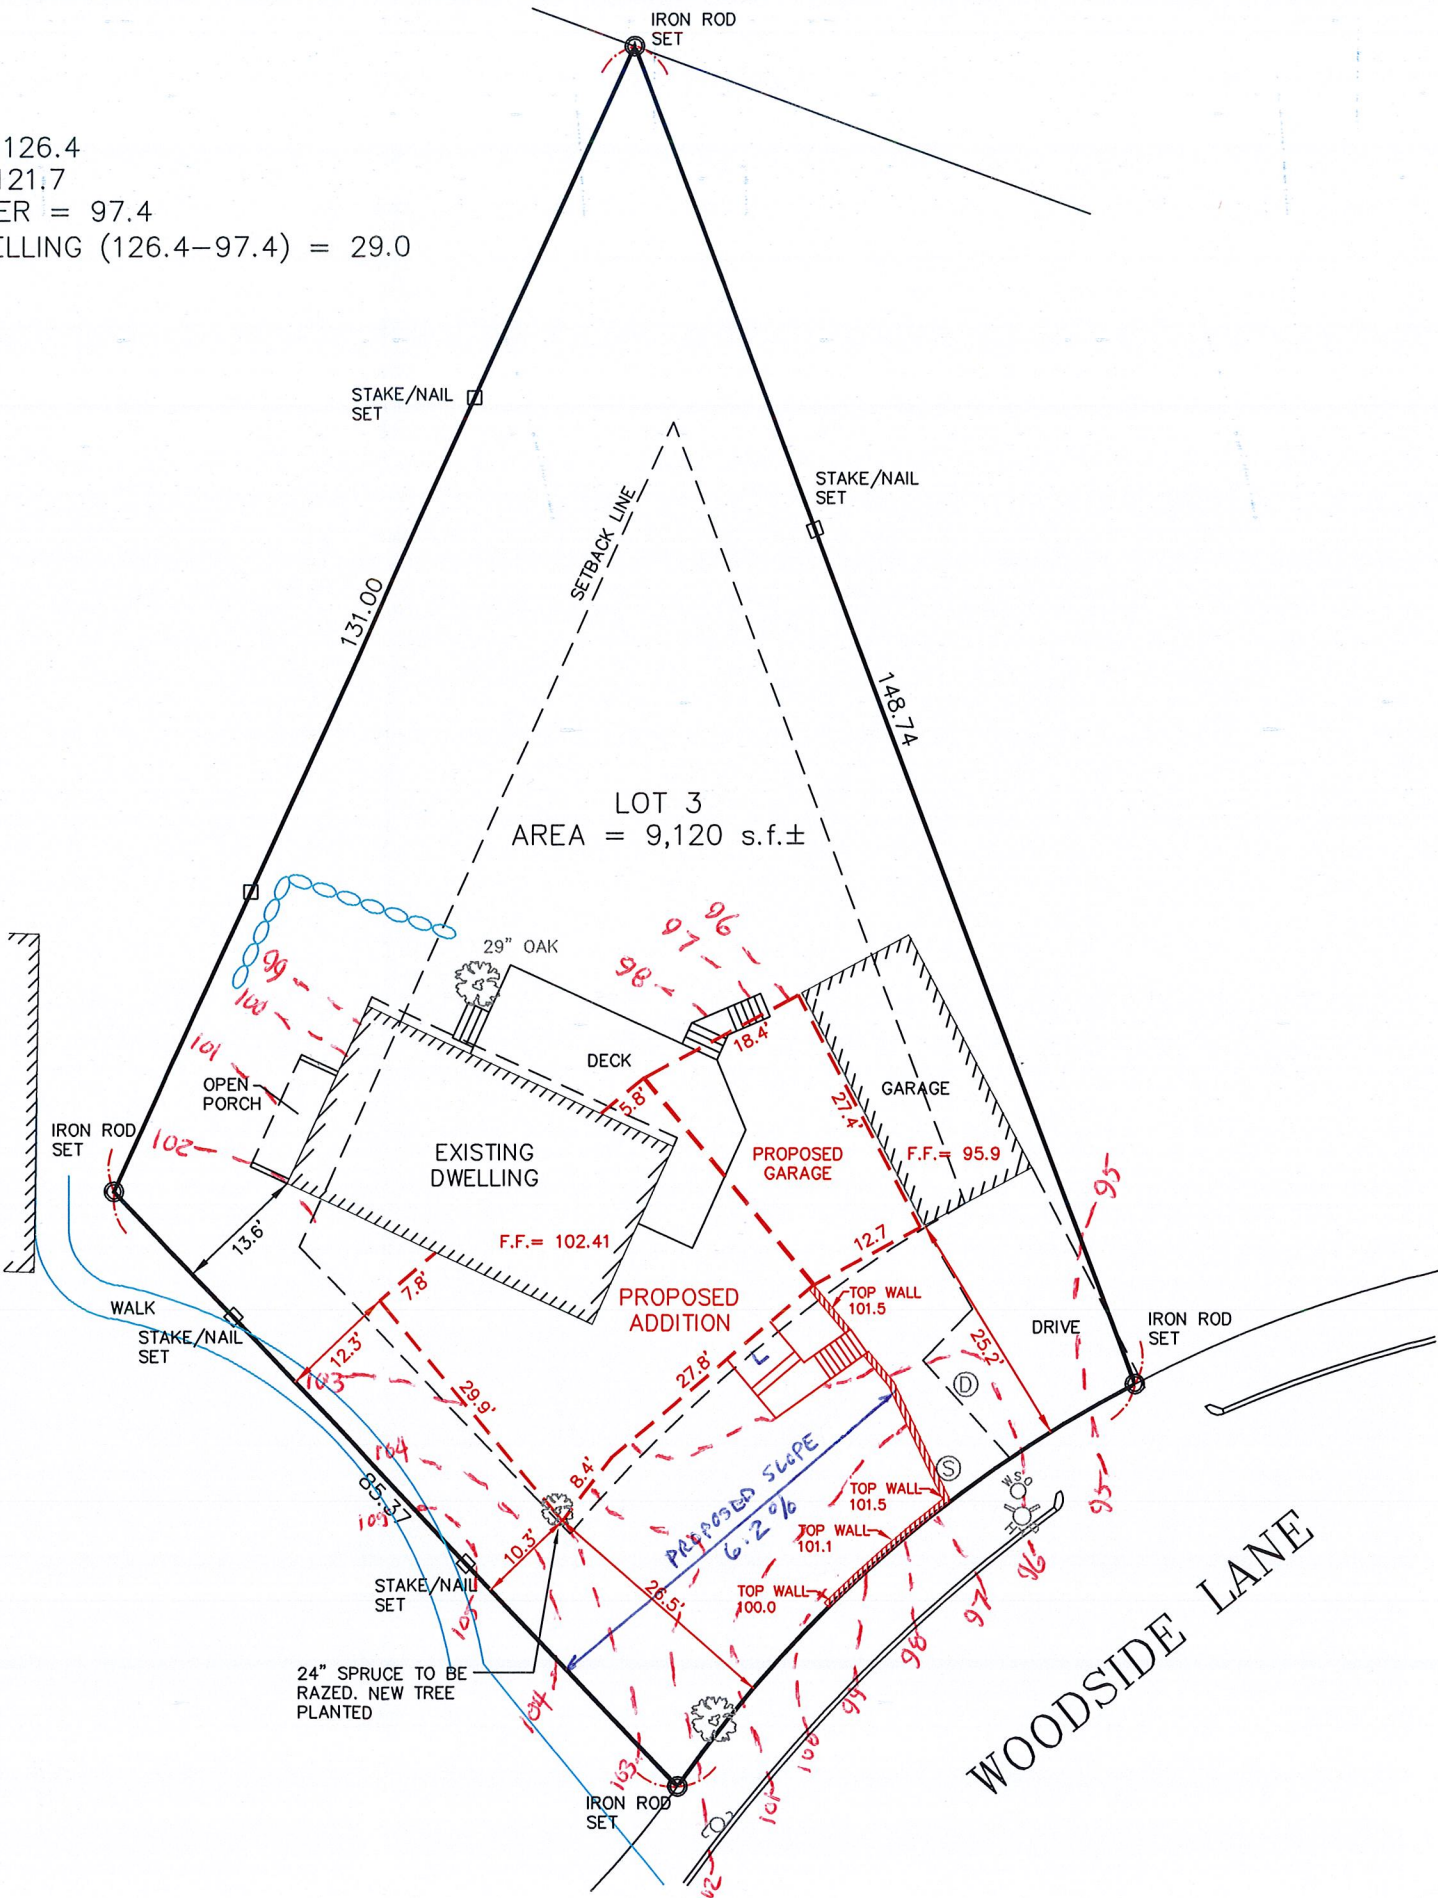 IRON ROD
SET
126.4
121.7
ER = 97.4
ELLING (126.4-97.4) = 29.0
STAKE/NAIL
SET
STAKE/NAIL
SET
SETBACK LINE
131.00
148.74
LOT 3
AREA = 9,120 s.f.±
96
97
98
29" OAK
99
100
101
102
18.4'
DECK
5.8'
27.4'
GARAGE
F.F.= 95.9
OPEN
PORCH
IRON ROD
SET
EXISTING
DWELLING
PROPOSED
GARAGE
95
13.6'
F.F.= 102.41
12.7
7.8'
PROPOSED
ADDITION
TOP WALL
101.5
WALK
STAKE/NAIL
SET
DRIVE
IRON ROD
SET
25.2'
12.3'
27.8'
L
103
29.9'
D
104
8.4'
PROPOSED SLOPE
6.2%
S
85.37
TOP WALL
101.5
WSO
95
105
TOP WALL
101.1
10.3'
96
STAKE/NAIL
SET
26.5'
TOP WALL
100.0
97
105
98
WOODSIDE LANE
24" SPRUCE TO BE
RAZED. NEW TREE
PLANTED
104
99
100
103
101
IRON ROD
SET
02